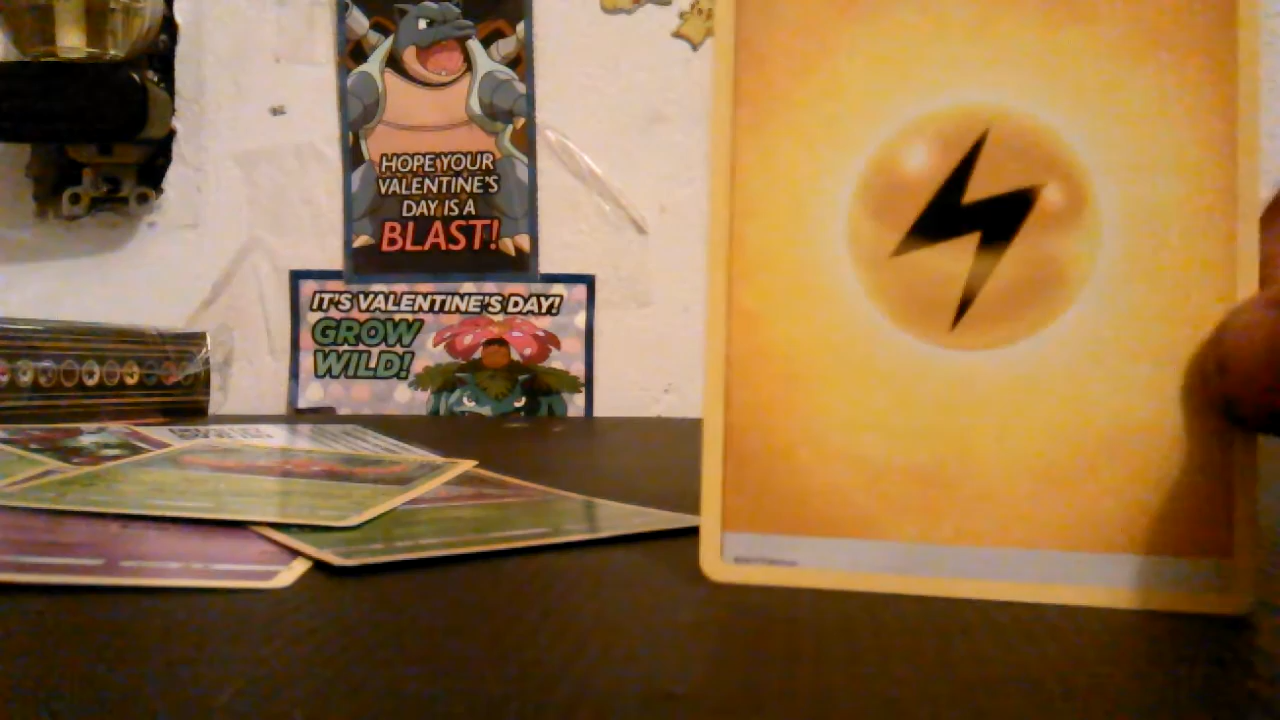 HOPE YOUR
VALENTINE'S
DAY IS A
BLAST!
IT'S VALENTINE'S DAY!
GROW
WILD!